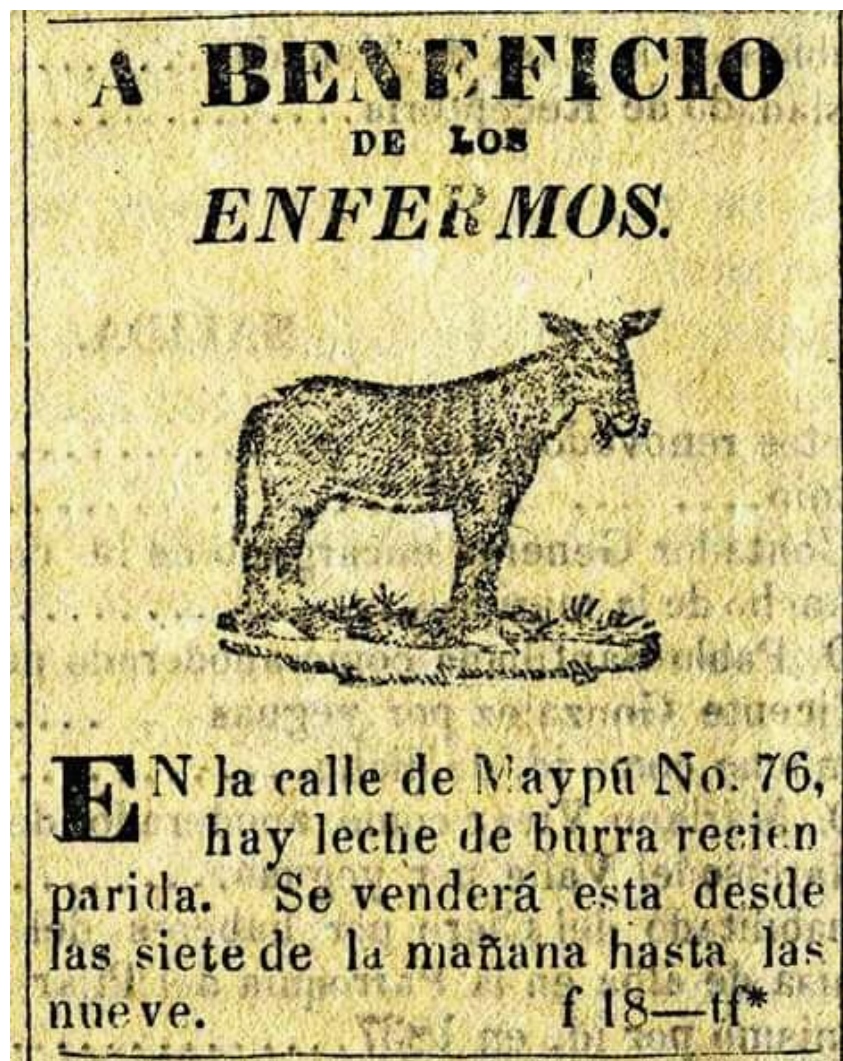 A BENEFICIO
DE LOS
ENFERMOS.
EN la calle de Maypú No. 76,
hay leche de burra recien
parida. Se venderá esta desde
las siete de la mañana hasta las
nueve. f 18—tf*